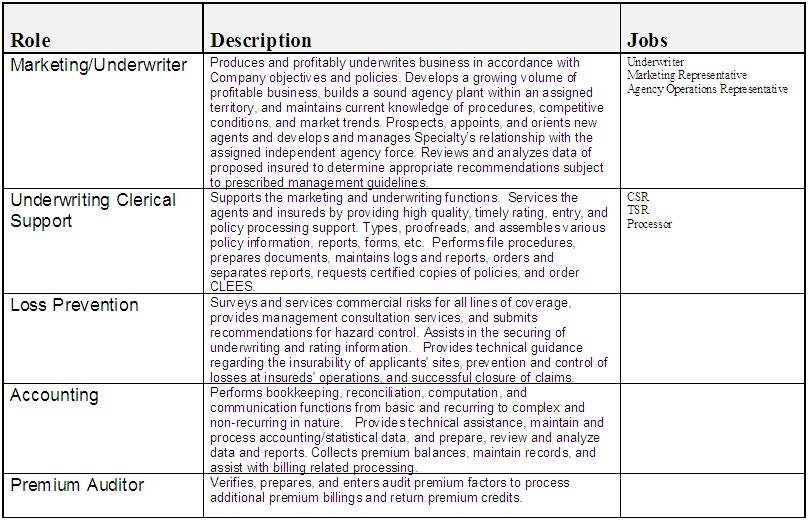 Role Description Jobs
Marketing/Underwriter
Produces and profitably underwrites business in accordance with
Company objectives and policies. Develops a growing volume of
profitable business, builds a sound agency plant within an assigned
territory, and maintains current knowledge of procedures, competitive
conditions, and market trends. Prospects, appoints, and orients new
agents and develops and manages Specialty's relationship with the
assigned independent agency force. Reviews and analyzes data of
proposed insured to determine appropriate recommendations subject
to prescribed management guidelines.
Underwriter
Marketing Representative
Agency Operations Representative
Underwriting Clerical
Support
Supports the marketing and underwriting functions. Services the
agents and insureds by providing high quality, timely rating, entry, and
policy processing support. Types, proofreads, and assembles various
policy information, reports, forms, etc. Performs file procedures,
prepares documents, maintains logs and reports, orders and
separates reports, requests certified copies of policies, and order
CLEES.
CSR
TSR
Processor
Loss Prevention
Surveys and services commercial risks for all lines of coverage,
provides management consultation services, and submits
recommendations for hazard control. Assists in the securing of
underwriting and rating information. Provides technical guidance
regarding the insurability of applicants' sites, prevention and control of
losses at insureds' operations, and successful closure of claims.
Accounting
Performs bookkeeping, reconciliation, computation, and
communication functions from basic and recurring to complex and
non-recurring in nature. Provides technical assistance, maintain and
process accounting/statistical data, and prepare, review and analyze
data and reports. Collects premium balances, maintain records, and
assist with billing related processing.
Premium Auditor
Verifies, prepares, and enters audit premium factors to process
additional premium billings and return premium credits.